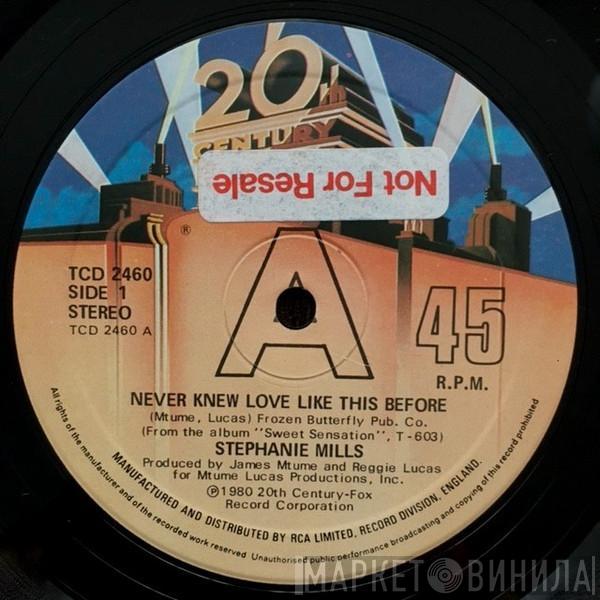 20th
CENTURY
Not For Resale
®
A
TCD 2460
SIDE 1
STEREO
TCD 2460 A
45
R.P.M.
NEVER KNEW LOVE LIKE THIS BEFORE
(Mtume, Lucas) Frozen Butterfly Pub. Co.
(From the album "Sweet Sensation", T-603)
STEPHANIE MILLS
Produced by James Mtume and Reggie Lucas
for Mtume Lucas Productions, Inc.
℗ 1980 20th Century-Fox
Record Corporation
MANUFACTURED AND DISTRIBUTED BY RCA LIMITED, RECORD DIVISION, ENGLAND.
All rights of the manufacturer and of the recorded work reserved. Unauthorised public performance broadcasting and copying of this record prohibited
МАРКЕТ ВИНИЛА